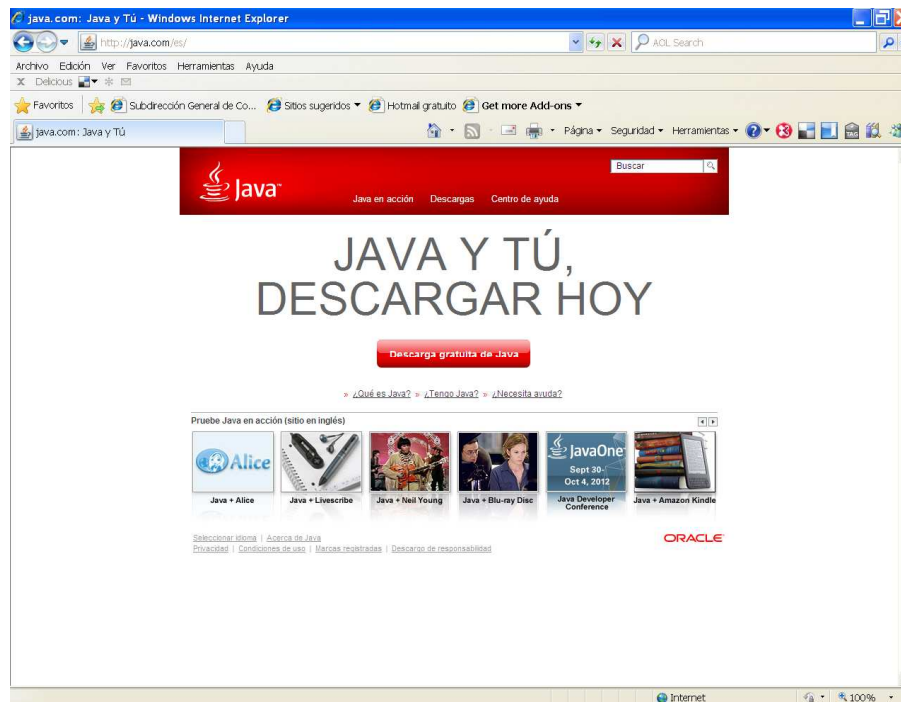 java.com: Java y Tú - Windows Internet Explorer
http://java.com/es/
AOL Search
Archivo Edición Ver Favoritos Herramientas Ayuda
X Delicious
Favoritos Subdirección General de Co... Sitios sugeridos Hotmail gratuito Get more Add-ons
java.com: Java y Tú
Página Seguridad Herramientas
Buscar
Java
Java en acción Descargas Centro de ayuda
JAVA Y TÚ,
DESCARGAR HOY
Descarga gratuita de Java
» ¿Qué es Java? » ¿Tengo Java? » ¿Necesita ayuda?
Pruebe Java en acción (sitio en inglés)
Alice
JavaOne
Sept 30-
Oct 4, 2012
Java + Alice Java + Livescribe Java + Neil Young Java + Blu-ray Disc Java Developer Conference Java + Amazon Kindle
Seleccionar idioma | Acerca de Java
Privacidad | Condiciones de uso | Marcas registradas | Descargo de responsabilidad
ORACLE
Internet
100%